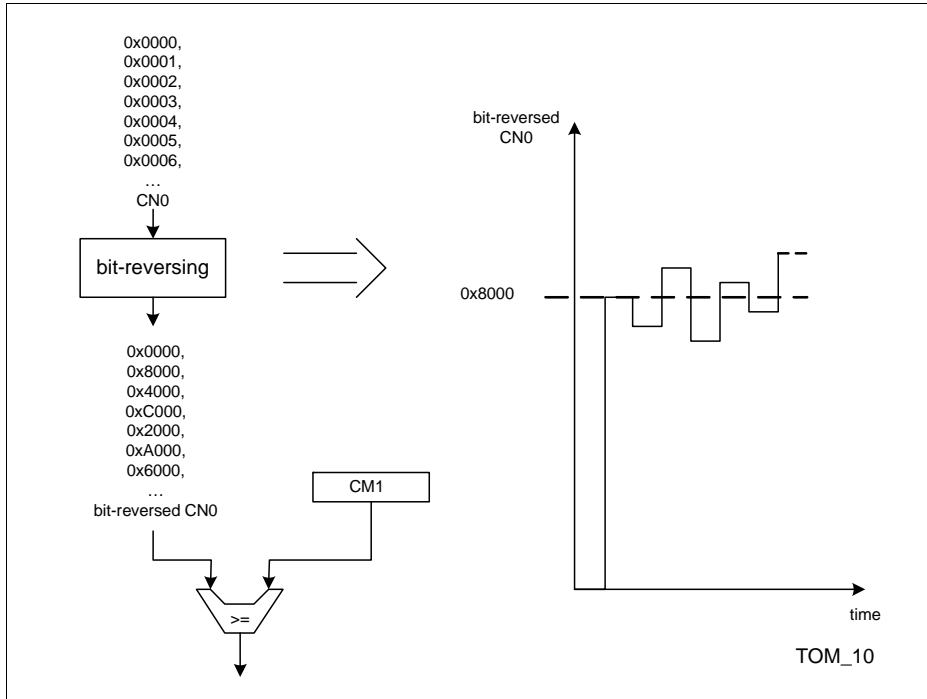 0x0000,
0x0001,
0x0002,
0x0003,
0x0004,
0x0005,
0x0006,
...
CN0
bit-reversing
0x0000,
0x8000,
0x4000,
0xC000,
0x2000,
0xA000,
0x6000,
...
bit-reversed CN0
CM1
>=
bit-reversed
CN0
0x8000
time
TOM_10